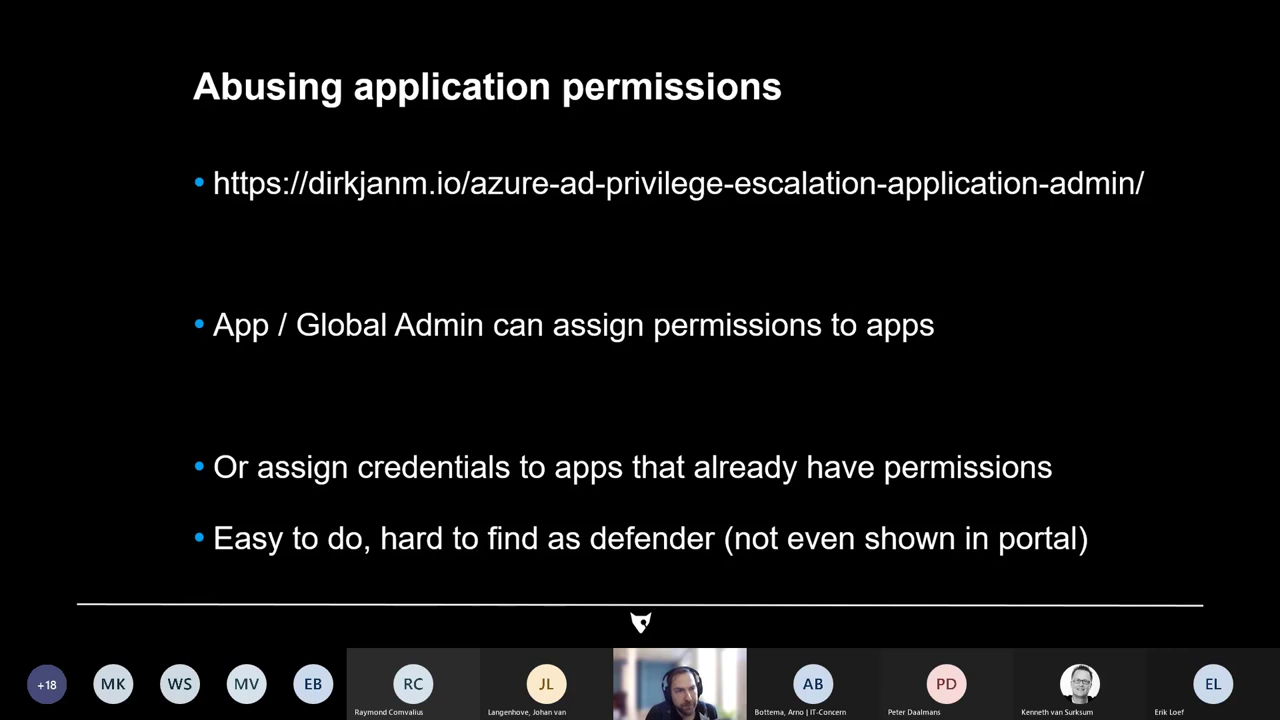 Abusing application permissions
• https://dirkjanm.io/azure-ad-privilege-escalation-application-admin/
• App / Global Admin can assign permissions to apps
• Or assign credentials to apps that already have permissions
• Easy to do, hard to find as defender (not even shown in portal)
+18
MK
WS
MV
EB
RC
JL
AB
PD
EL
Raymond Comvalius
Langenhove, Johan van
Bottema, Arno | IT-Concern
Peter Daalmans
Kenneth van Surksum
Erik Loef